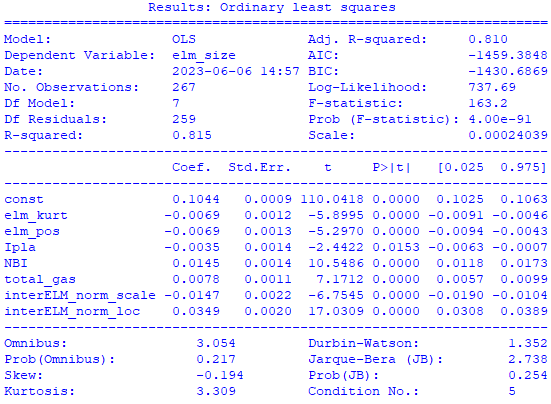 Results: Ordinary least squares
Model: OLS Adj. R-squared: 0.810
Dependent Variable: elm_size AIC: -1459.3848
Date: 2023-06-06 14:57 BIC: -1430.6869
No. Observations: 267 Log-Likelihood: 737.69
Df Model: 7 F-statistic: 163.2
Df Residuals: 259 Prob (F-statistic): 4.00e-91
R-squared: 0.815 Scale: 0.00024039
Coef. Std.Err. t P>|t| [0.025 0.975]
const 0.1044 0.0009 110.0418 0.0000 0.1025 0.1063
elm_kurt -0.0069 0.0012 -5.8995 0.0000 -0.0091 -0.0046
elm_pos -0.0069 0.0013 -5.2970 0.0000 -0.0094 -0.0043
Ipla -0.0035 0.0014 -2.4422 0.0153 -0.0063 -0.0007
NBI 0.0145 0.0014 10.5486 0.0000 0.0118 0.0173
total_gas 0.0078 0.0011 7.1712 0.0000 0.0057 0.0099
interELM_norm_scale -0.0147 0.0022 -6.7545 0.0000 -0.0190 -0.0104
interELM_norm_loc 0.0349 0.0020 17.0309 0.0000 0.0308 0.0389
Omnibus: 3.054 Durbin-Watson: 1.352
Prob(Omnibus): 0.217 Jarque-Bera (JB): 2.738
Skew: -0.194 Prob(JB): 0.254
Kurtosis: 3.309 Condition No.: 5